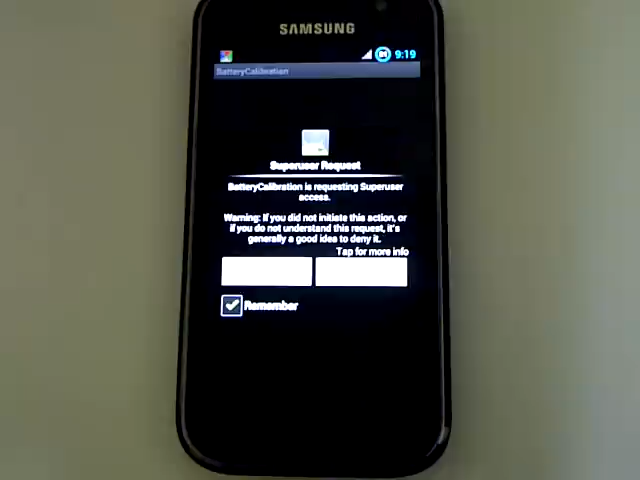 SAMSUNG
9:19
BatteryCalibration
Superuser Request
BatteryCalibration is requesting Superuser
access.
Warning: If you did not initiate this action, or
if you do not understand this request, it's
generally a good idea to deny it.
Tap for more info
Remember